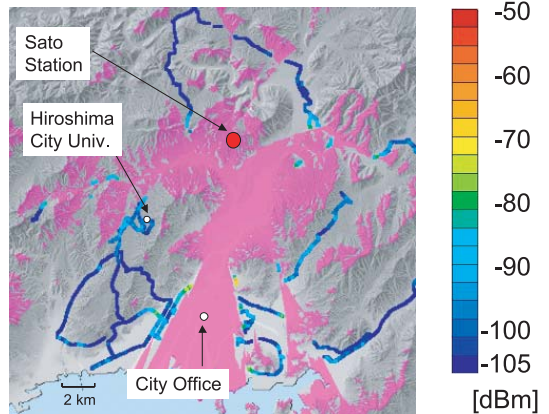 Sato
Station
Hiroshima
City Univ.
City Office
2 km
-50
-60
-70
-80
-90
-100
-105
[dBm]